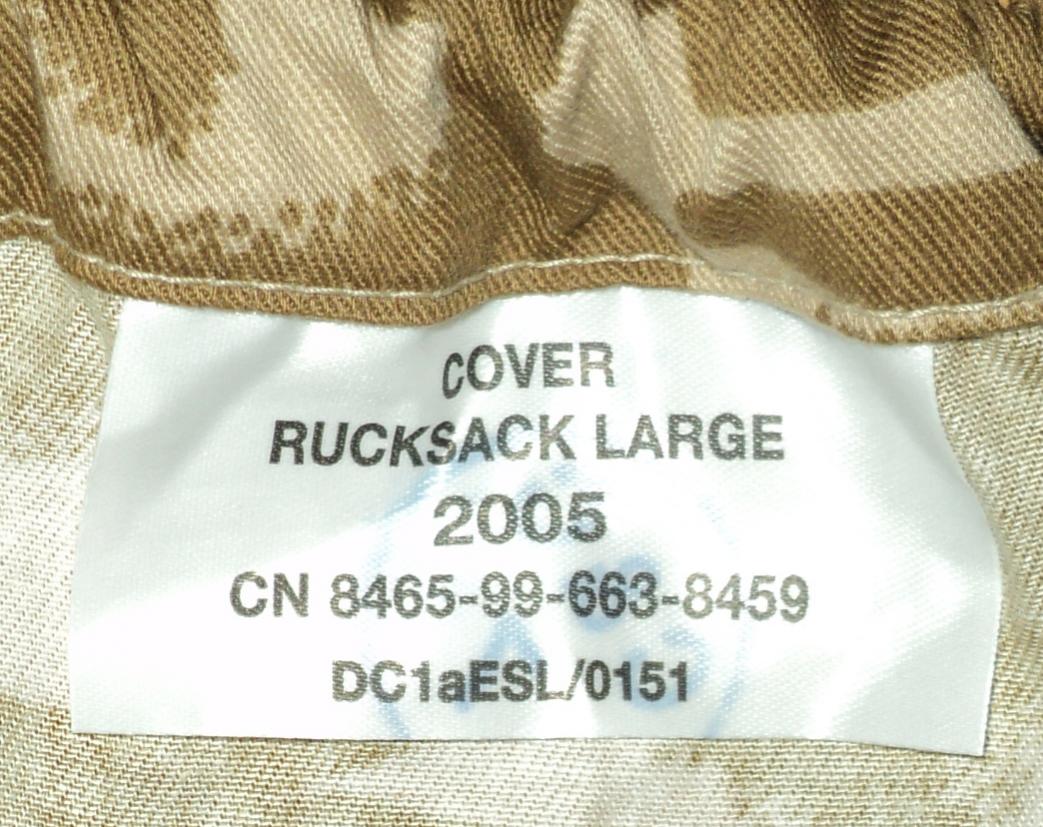 COVER
RUCKSACK LARGE
2005
CN 8465-99-663-8459
DC1aESL/0151